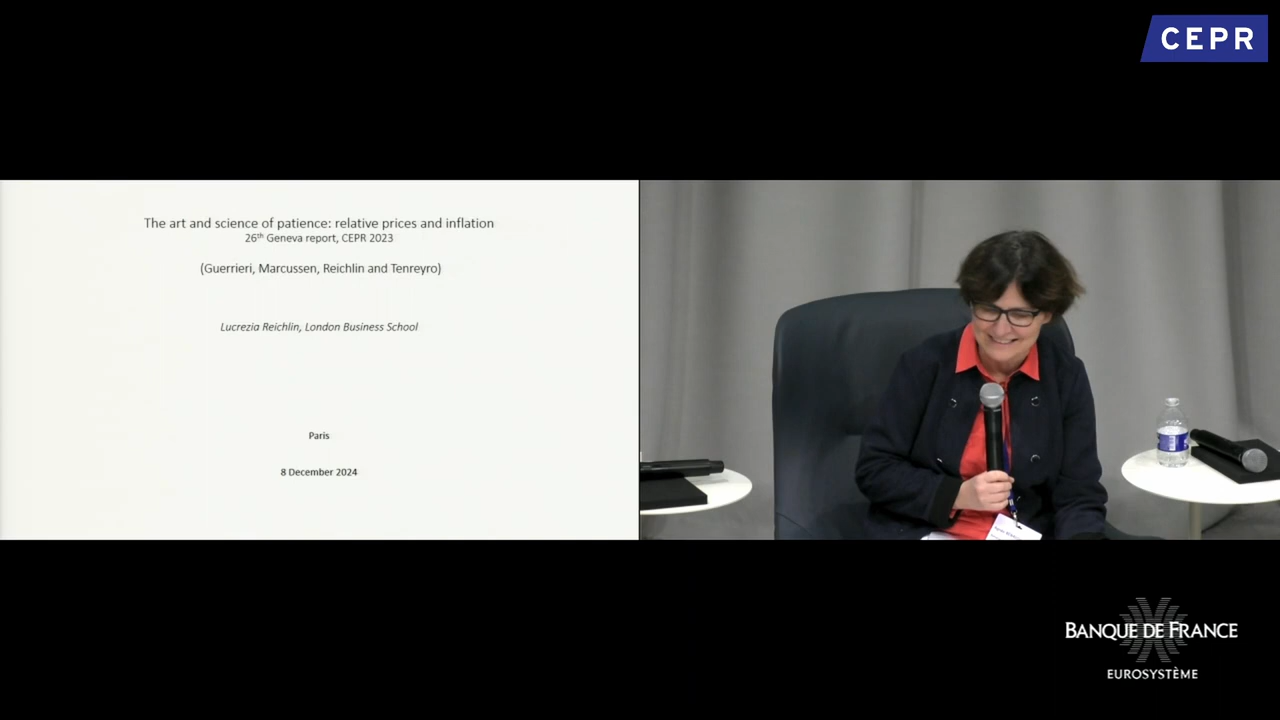 CEPR
The art and science of patience: relative prices and inflation
26th Geneva report, CEPR 2023
(Guerrieri, Marcussen, Reichlin and Tenreyro)
Lucrezia Reichlin, London Business School
Paris
8 December 2024
BANQUE DE FRANCE
EUROSYSTÈME